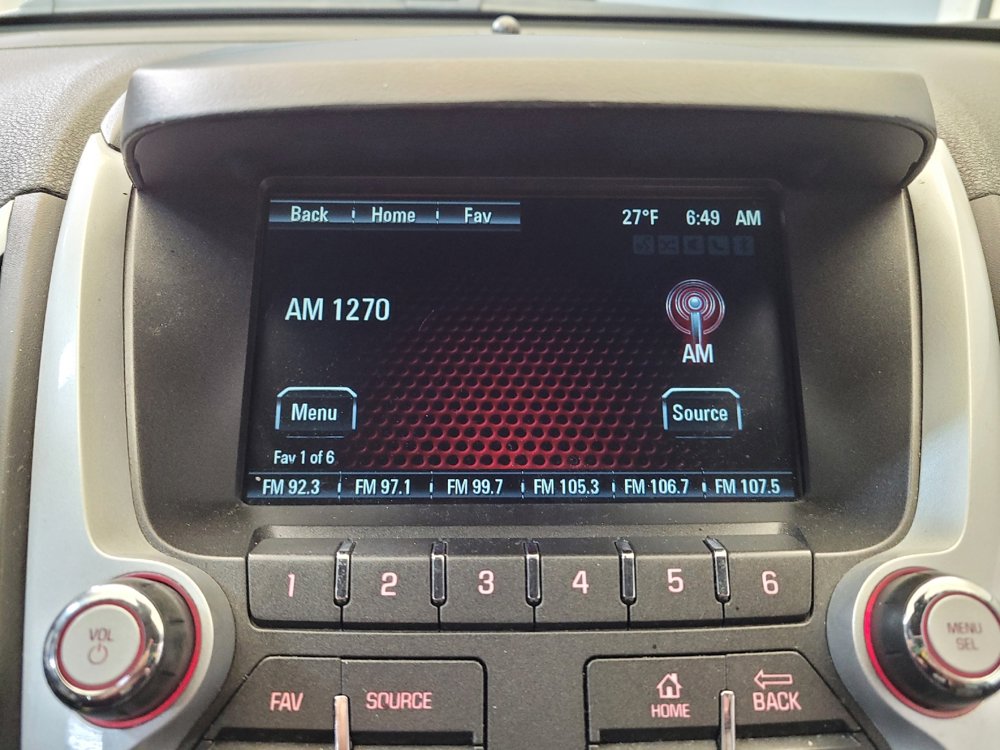 Back Home Fav 27°F 6:49 AM
AM 1270
AM
Menu Source
Fav 1 of 6
FM 92.3 FM 97.1 FM 99.7 FM 105.3 FM 106.7 FM 107.5
1 2 3 4 5 6
VOL
MENU
SEL
FAV SOURCE
HOME BACK